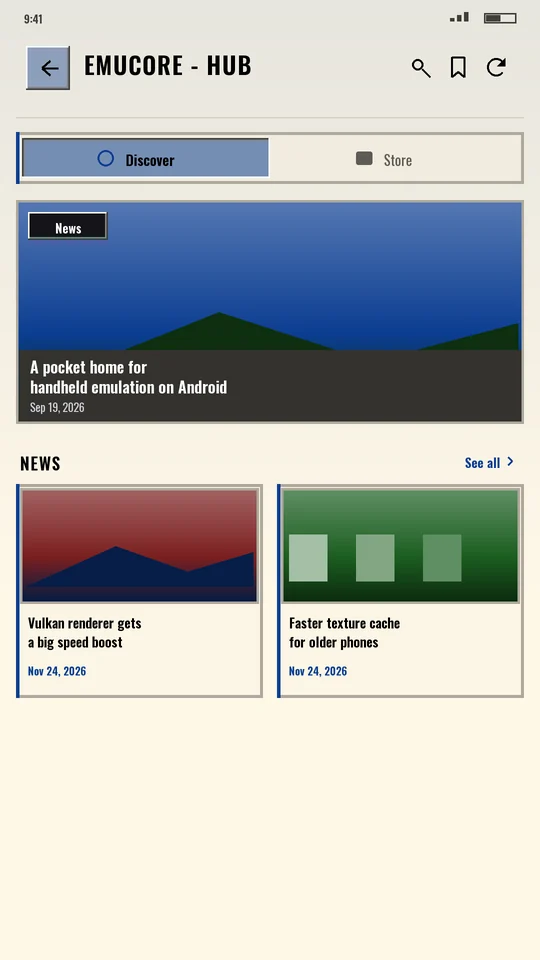 9:41
EMUCORE - HUB
Discover
Store
News
A pocket home for
handheld emulation on Android
Sep 19, 2026
NEWS
See all
Vulkan renderer gets
a big speed boost
Nov 24, 2026
Faster texture cache
for older phones
Nov 24, 2026